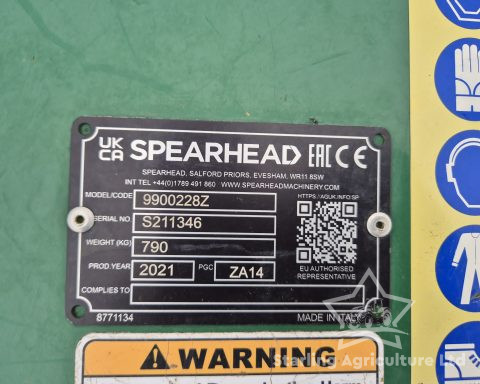 UK CA SPEARHEAD EAC CE
SPEARHEAD, SALFORD PRIORS, EVESHAM, WR11 8SW
INT TEL +44(0)1789 491 860 WWW.SPEARHEADMACHINERY.COM
MODEL/CODE 9900228Z
HTTPS://AGUK.INFO.SP
SERIAL NO S211346
WEIGHT (KG) 790
PROD.YEAR 2021 PGC ZA14
EU AUTHORISED
REPRESENTATIVE
COMPLIES TO
8771134
MADE IN ITALY
WARNING
Sterling Agriculture Ltd